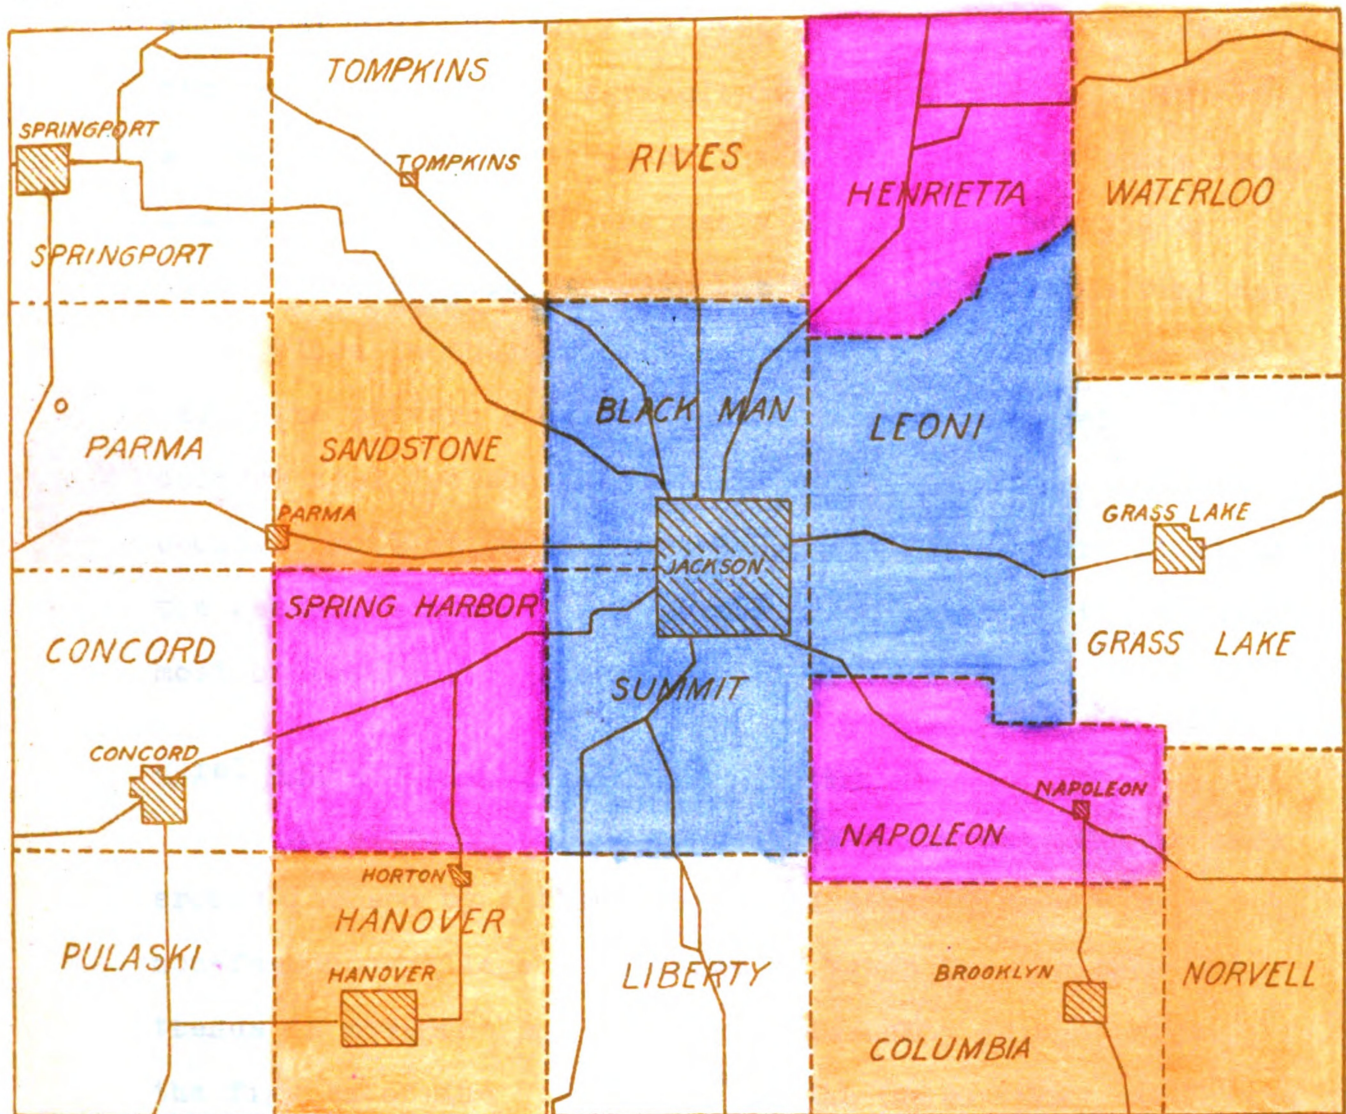 TOMPKINS
SPRINGPORT
TOMPKINS
RIVES
HENRIETTA
WATERLOO
SPRINGPORT
PARMA
SANDSTONE
BLACK MAN
LEONI
PARMA
JACKSON
GRASS LAKE
SPRING HARBOR
CONCORD
GRASS LAKE
SUMMIT
CONCORD
NAPOLEON
NAPOLEON
HORTON
HANOVER
PULASKI
HANOVER
LIBERTY
BROOKLYN
NORVELL
COLUMBIA